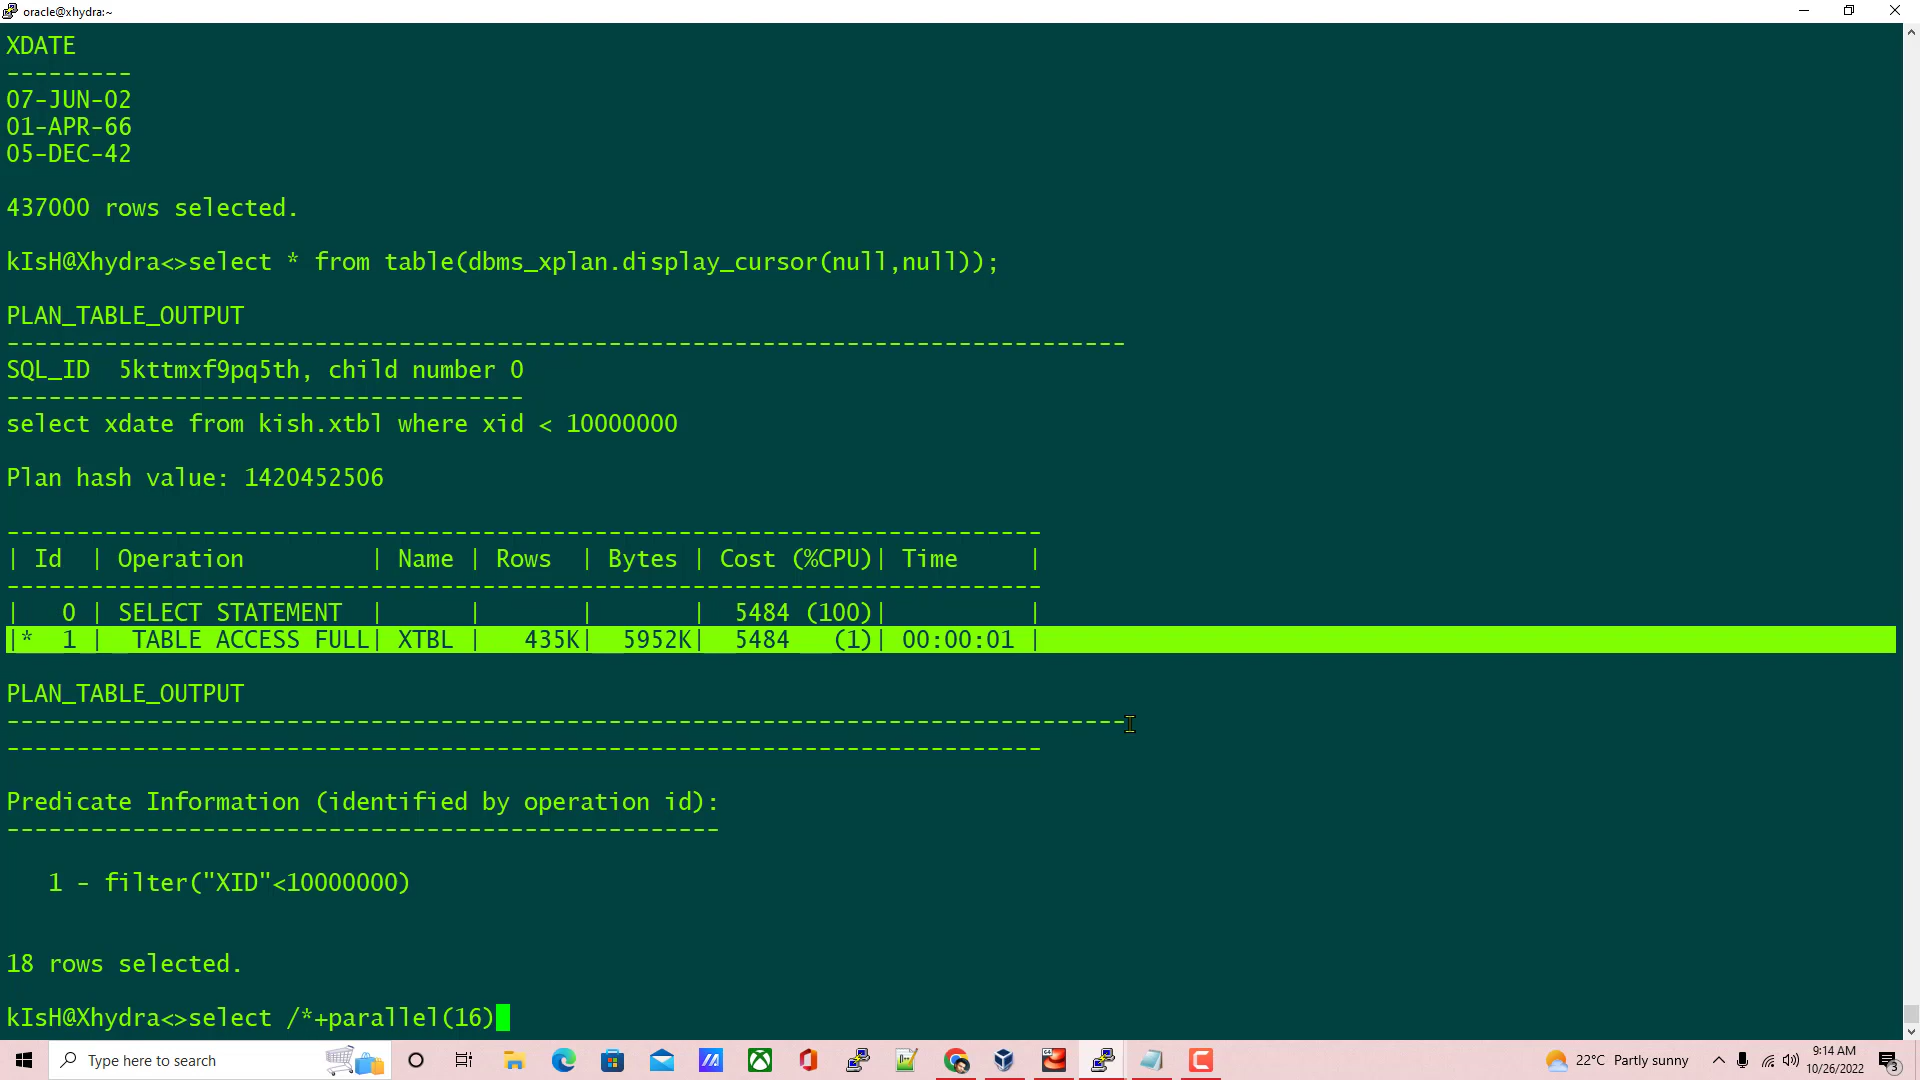 oracle@xhydra:~
XDATE
---------
07-JUN-02
01-APR-66
05-DEC-42
437000 rows selected.
kIsH@Xhydra<>select * from table(dbms_xplan.display_cursor(null,null));
PLAN_TABLE_OUTPUT
--------------------------------------------------------------------------------
SQL_ID  5kttmxf9pq5th, child number 0
-------------------------------------
select xdate from kish.xtbl where xid < 10000000
Plan hash value: 1420452506
--------------------------------------------------------------------------
| Id  | Operation         | Name | Rows  | Bytes | Cost (%CPU)| Time     |
--------------------------------------------------------------------------
|   0 | SELECT STATEMENT  |      |       |       |  5484 (100)|          |
|*  1 |  TABLE ACCESS FULL| XTBL |   435K|  5952K|  5484   (1)| 00:00:01 |
PLAN_TABLE_OUTPUT
--------------------------------------------------------------------------------
--------------------------------------------------------------------------
Predicate Information (identified by operation id):
---------------------------------------------------
   1 - filter("XID"<10000000)
18 rows selected.
kIsH@Xhydra<>select /*+parallel(16)
Type here to search
22°C Partly sunny
9:14 AM
10/26/2022
3